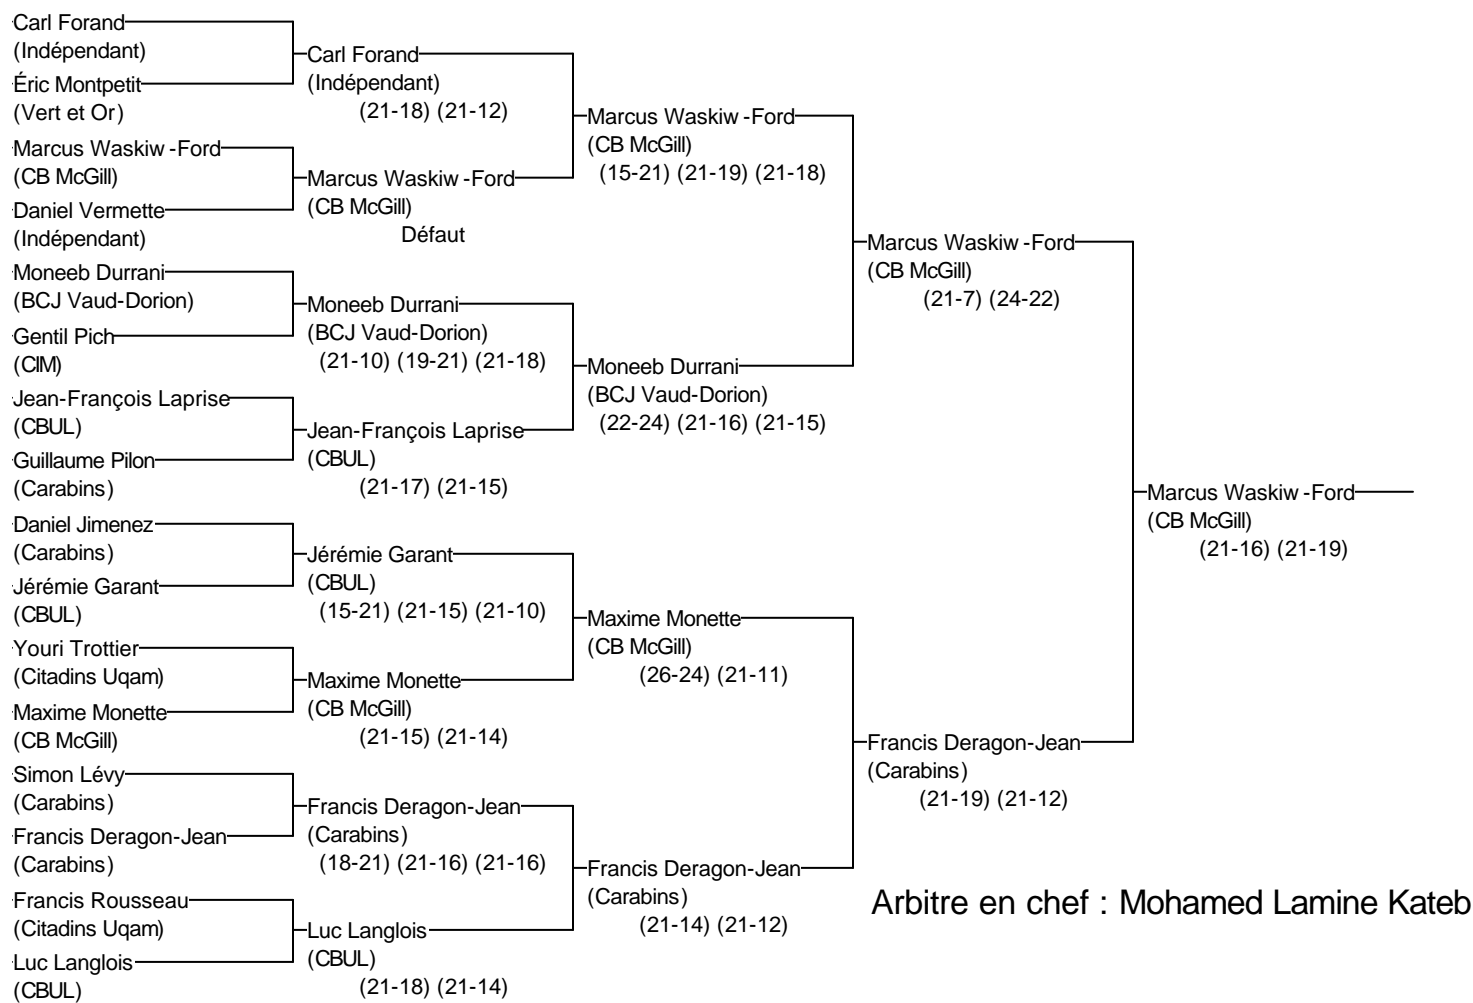 Carl Forand
(Indépendant)
Éric Montpetit
(Vert et Or)
Marcus Waskiw -Ford
(CB McGill)
Daniel Vermette
(Indépendant)
Moneeb Durrani
(BCJ Vaud-Dorion)
Gentil Pich
(CIM)
Jean-François Laprise
(CBUL)
Guillaume Pilon
(Carabins)
Daniel Jimenez
(Carabins)
Jérémie Garant
(CBUL)
Youri Trottier
(Citadins Uqam)
Maxime Monette
(CB McGill)
Simon Lévy
(Carabins)
Francis Deragon-Jean
(Carabins)
Francis Rousseau
(Citadins Uqam)
Luc Langlois
(CBUL)
Carl Forand
(Indépendant)
(21-18) (21-12)
Marcus Waskiw -Ford
(CB McGill)
Défaut
Moneeb Durrani
(BCJ Vaud-Dorion)
(21-10) (19-21) (21-18)
Jean-François Laprise
(CBUL)
(21-17) (21-15)
Jérémie Garant
(CBUL)
(15-21) (21-15) (21-10)
Maxime Monette
(CB McGill)
(21-15) (21-14)
Francis Deragon-Jean
(Carabins)
(18-21) (21-16) (21-16)
Luc Langlois
(CBUL)
(21-18) (21-14)
Marcus Waskiw -Ford
(CB McGill)
(15-21) (21-19) (21-18)
Moneeb Durrani
(BCJ Vaud-Dorion)
(22-24) (21-16) (21-15)
Maxime Monette
(CB McGill)
(26-24) (21-11)
Francis Deragon-Jean
(Carabins)
(21-14) (21-12)
Marcus Waskiw -Ford
(CB McGill)
(21-7) (24-22)
Francis Deragon-Jean
(Carabins)
(21-19) (21-12)
Marcus Waskiw -Ford
(CB McGill)
(21-16) (21-19)
Arbitre en chef : Mohamed Lamine Kateb